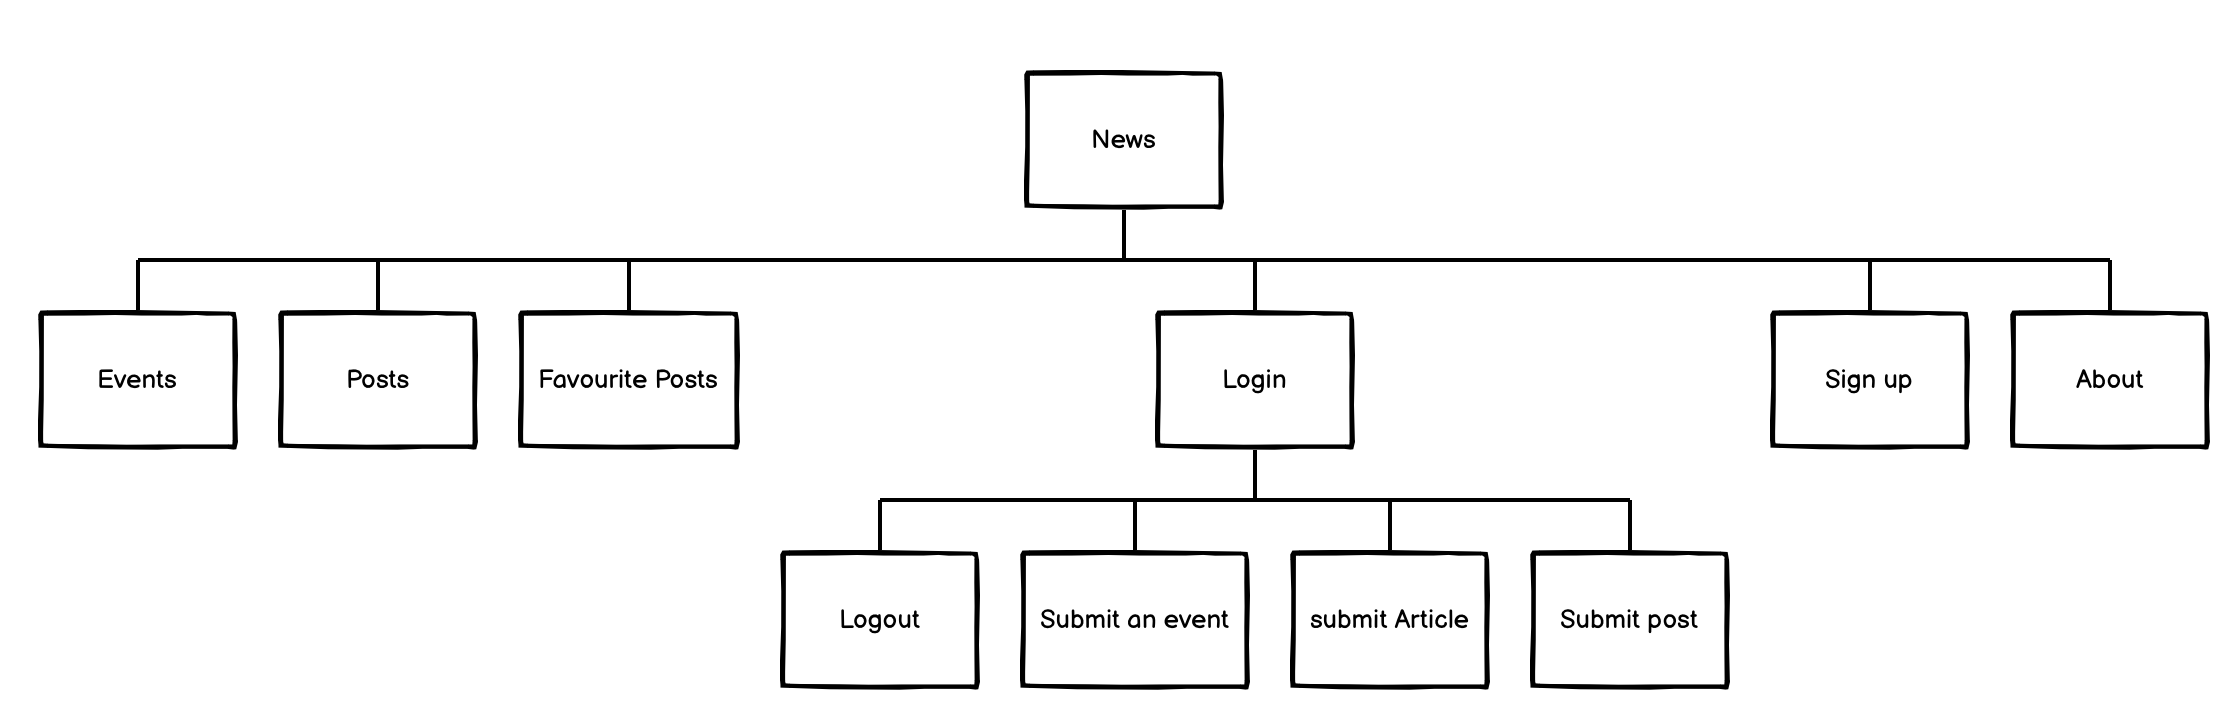 News
Events
Posts
Favourite Posts
Login
Sign up
About
Logout
Submit an event
submit Article
Submit post